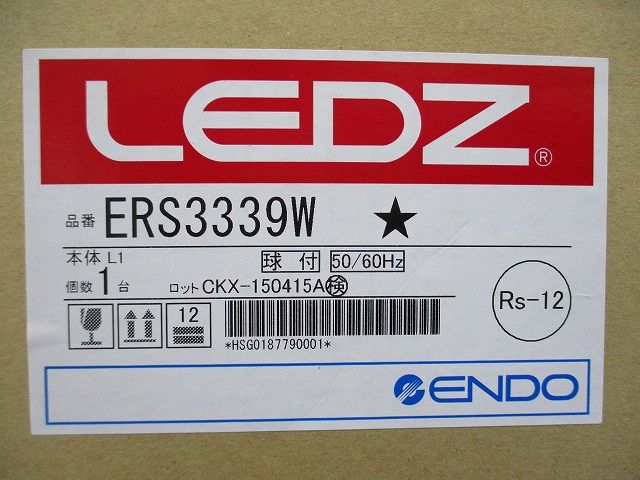 LEDZ®
品番 ERS3339W ★
本体 L1 球付 50/60Hz
個数 1 台 ロット CKX-150415A 検
Rs-12
12
*HSG0187790001*
ENDO